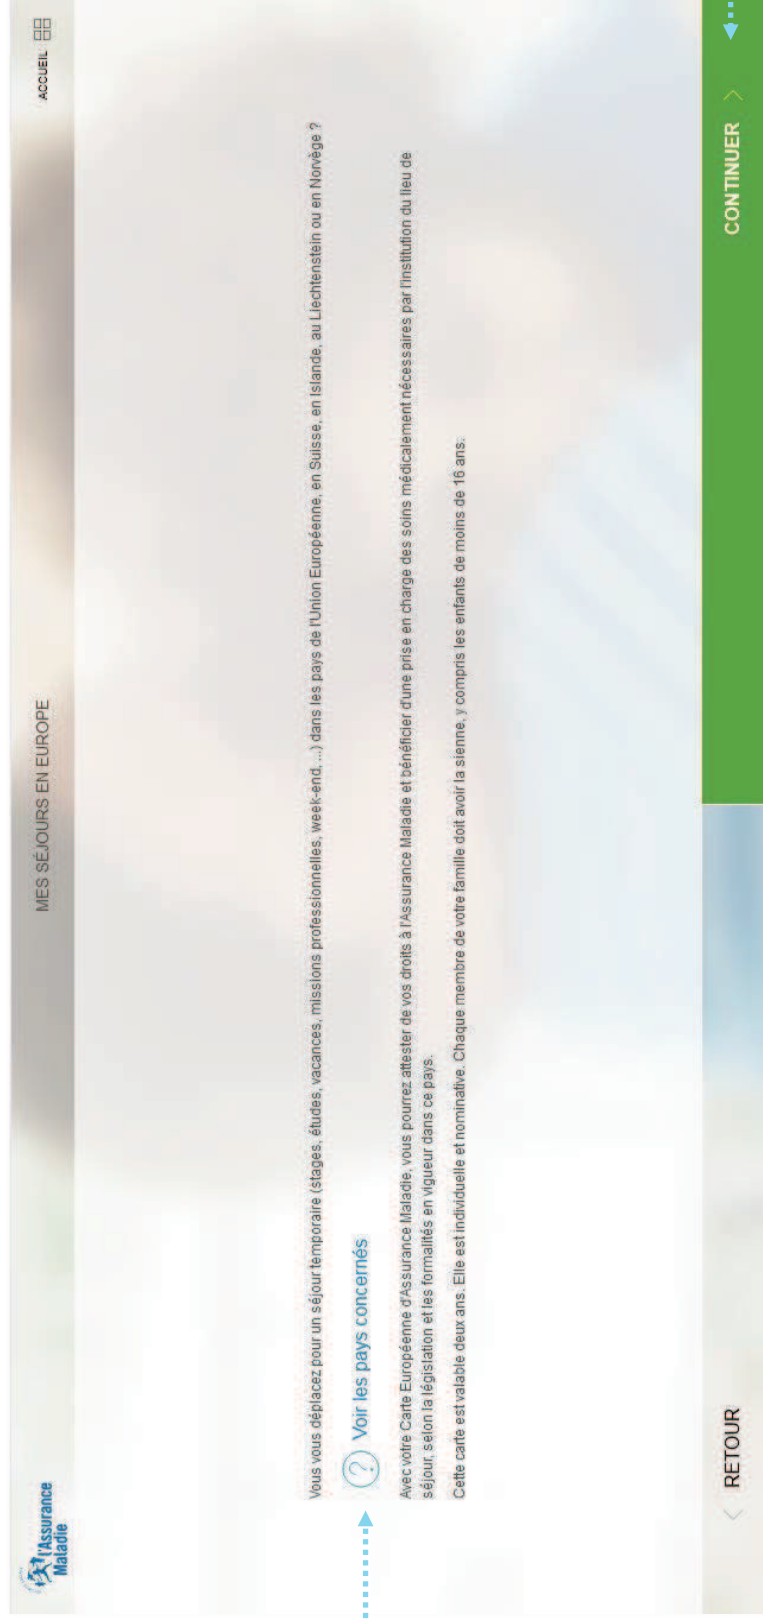 l'Assurance
Maladie
MES SÉJOURS EN EUROPE
ACCUEIL
Vous vous déplacez pour un séjour temporaire (stages, études, vacances, missions professionnelles, week-end, ...) dans les pays de l'Union Européenne, en Suisse, en Islande, au Liechtenstein ou en Norvège ?
? Voir les pays concernés
Avec votre Carte Européenne d'Assurance Maladie, vous pourrez attester de vos droits à l'Assurance Maladie et bénéficier d'une prise en charge des soins médicalement nécessaires par l'institution du lieu de
séjour, selon la législation et les formalités en vigueur dans ce pays.
Cette carte est valable deux ans. Elle est individuelle et nominative. Chaque membre de votre famille doit avoir la sienne, y compris les enfants de moins de 16 ans.
< RETOUR
CONTINUER >